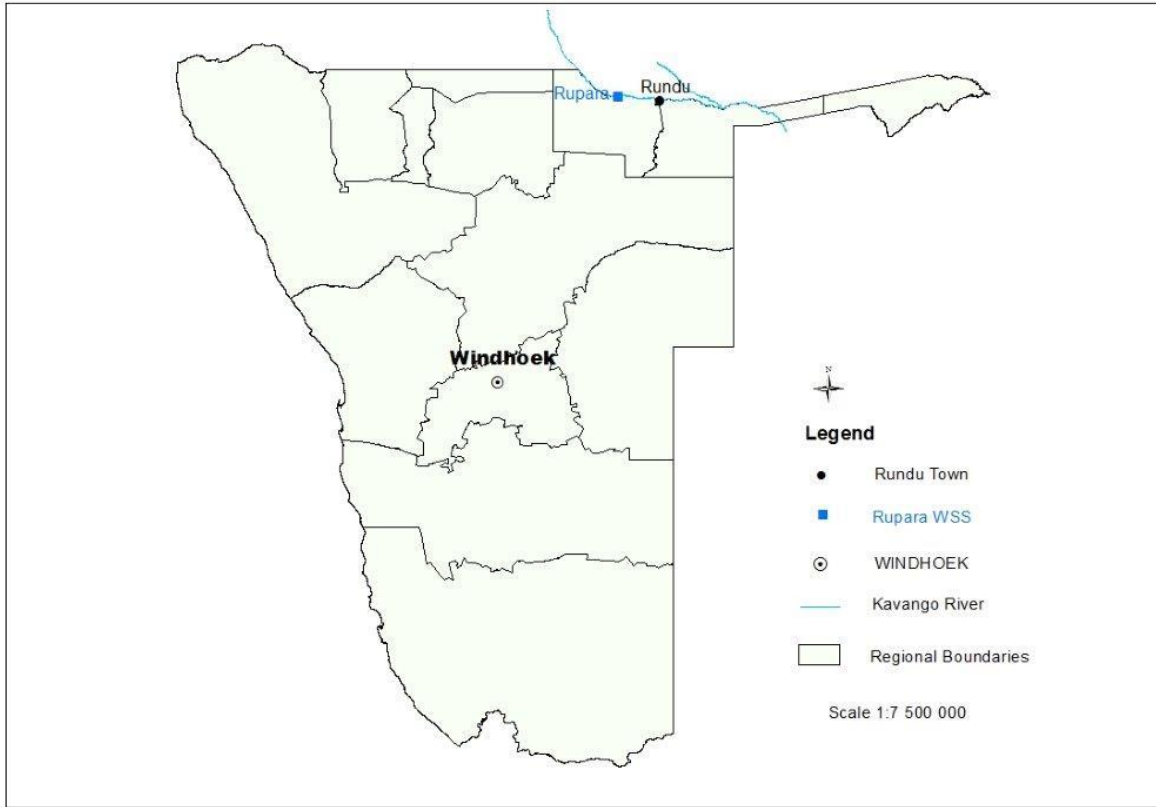 Rundu
Rupara
Windhoek
N
Legend
Rundu Town
Rupara WSS
WINDHOEK
Kavango River
Regional Boundaries
Scale 1:7 500 000